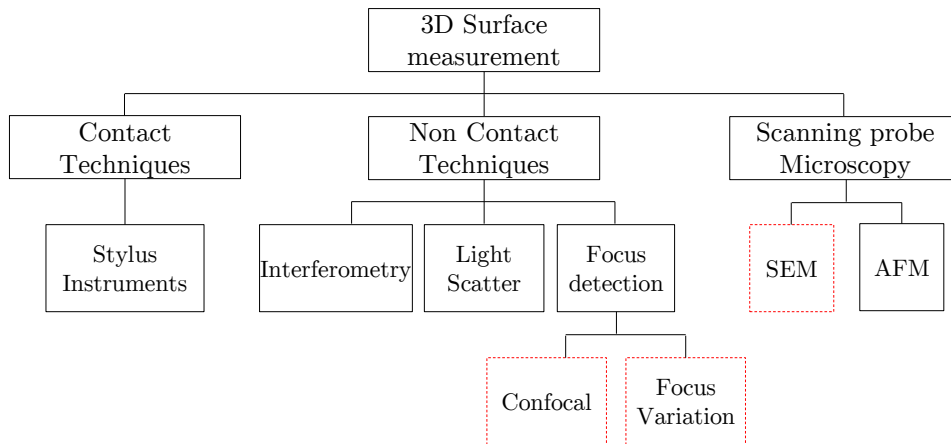 3D Surface
measurement
Contact
Techniques
Non Contact
Techniques
Scanning probe
Microscopy
Stylus
Instruments
Interferometry
Light
Scatter
Focus
detection
SEM
AFM
Confocal
Focus
Variation